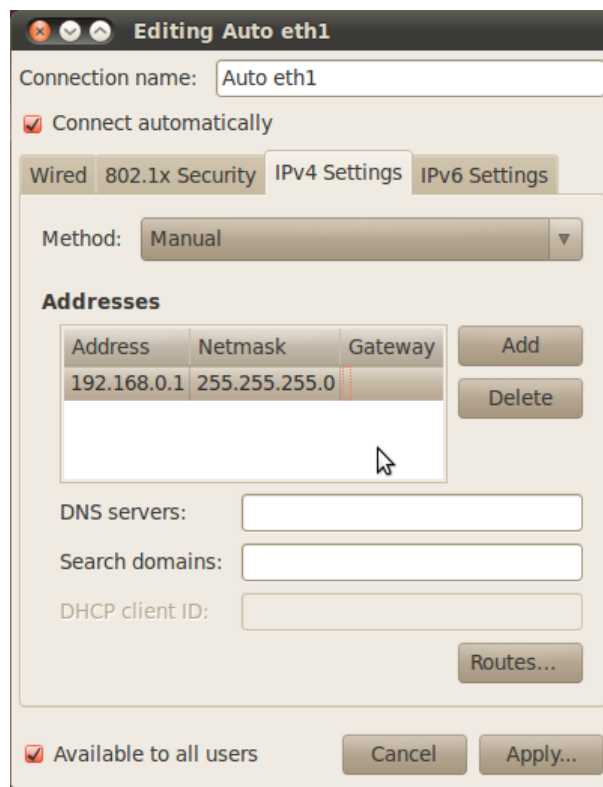 Editing Auto eth1
Connection name: Auto eth1
Connect automatically
Wired 802.1x Security IPv4 Settings IPv6 Settings
Method: Manual
Addresses
Address Netmask Gateway Add
192.168.0.1 255.255.255.0 Delete
DNS servers:
Search domains:
DHCP client ID:
Routes...
Available to all users Cancel Apply...